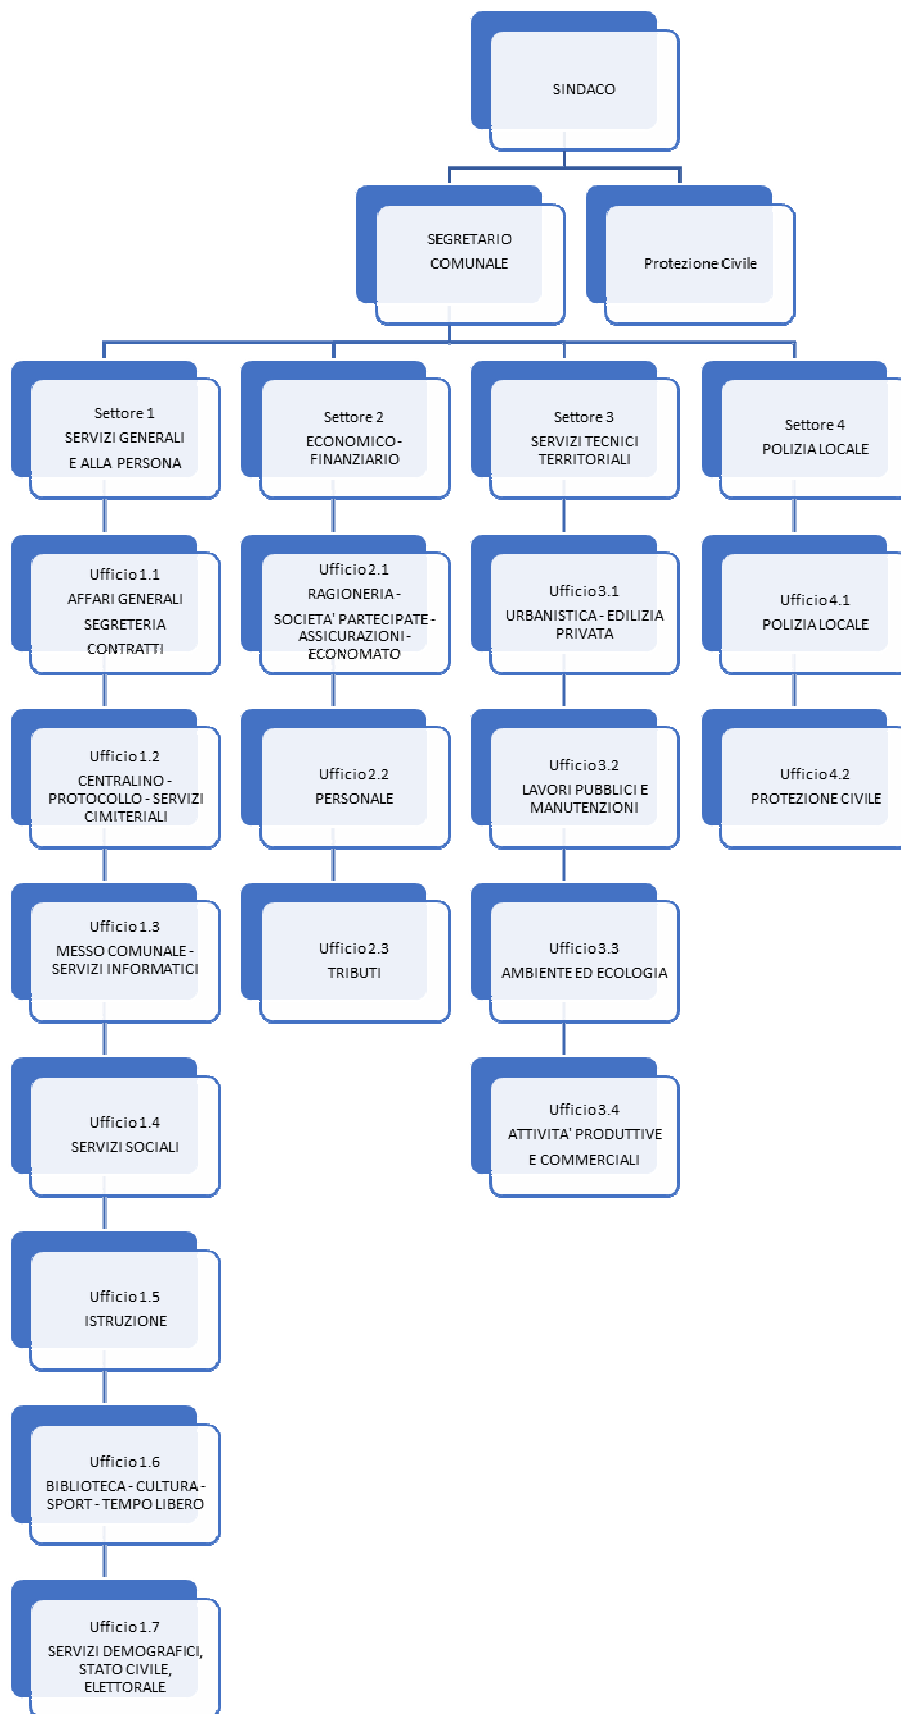 SINDACO
SEGRETARIO
COMUNALE
Protezione Civile
Settore 1
SERVIZI GENERALI
E ALLA PERSONA
Settore 2
ECONOMICO-
FINANZIARIO
Settore 3
SERVIZI TECNICI
TERRITORIALI
Settore 4
POLIZIA LOCALE
Ufficio 1.1
AFFARI GENERALI
SEGRETERIA
CONTRATTI
Ufficio 2.1
RAGIONERIA -
SOCIETA' PARTECIPATE -
ASSICURAZIONI -
ECONOMATO
Ufficio 3.1
URBANISTICA - EDILIZIA
PRIVATA
Ufficio 4.1
POLIZIA LOCALE
Ufficio 1.2
CENTRALINO -
PROTOCOLLO - SERVIZI
CIMITERIALI
Ufficio 2.2
PERSONALE
Ufficio 3.2
LAVORI PUBBLICI E
MANUTENZIONI
Ufficio 4.2
PROTEZIONE CIVILE
Ufficio 1.3
MESSO COMUNALE -
SERVIZI INFORMATICI
Ufficio 2.3
TRIBUTI
Ufficio 3.3
AMBIENTE ED ECOLOGIA
Ufficio 1.4
SERVIZI SOCIALI
Ufficio 3.4
ATTIVITA' PRODUTTIVE
E COMMERCIALI
Ufficio 1.5
ISTRUZIONE
Ufficio 1.6
BIBLIOTECA - CULTURA -
SPORT - TEMPO LIBERO
Ufficio 1.7
SERVIZI DEMOGRAFICI,
STATO CIVILE,
ELETTORALE